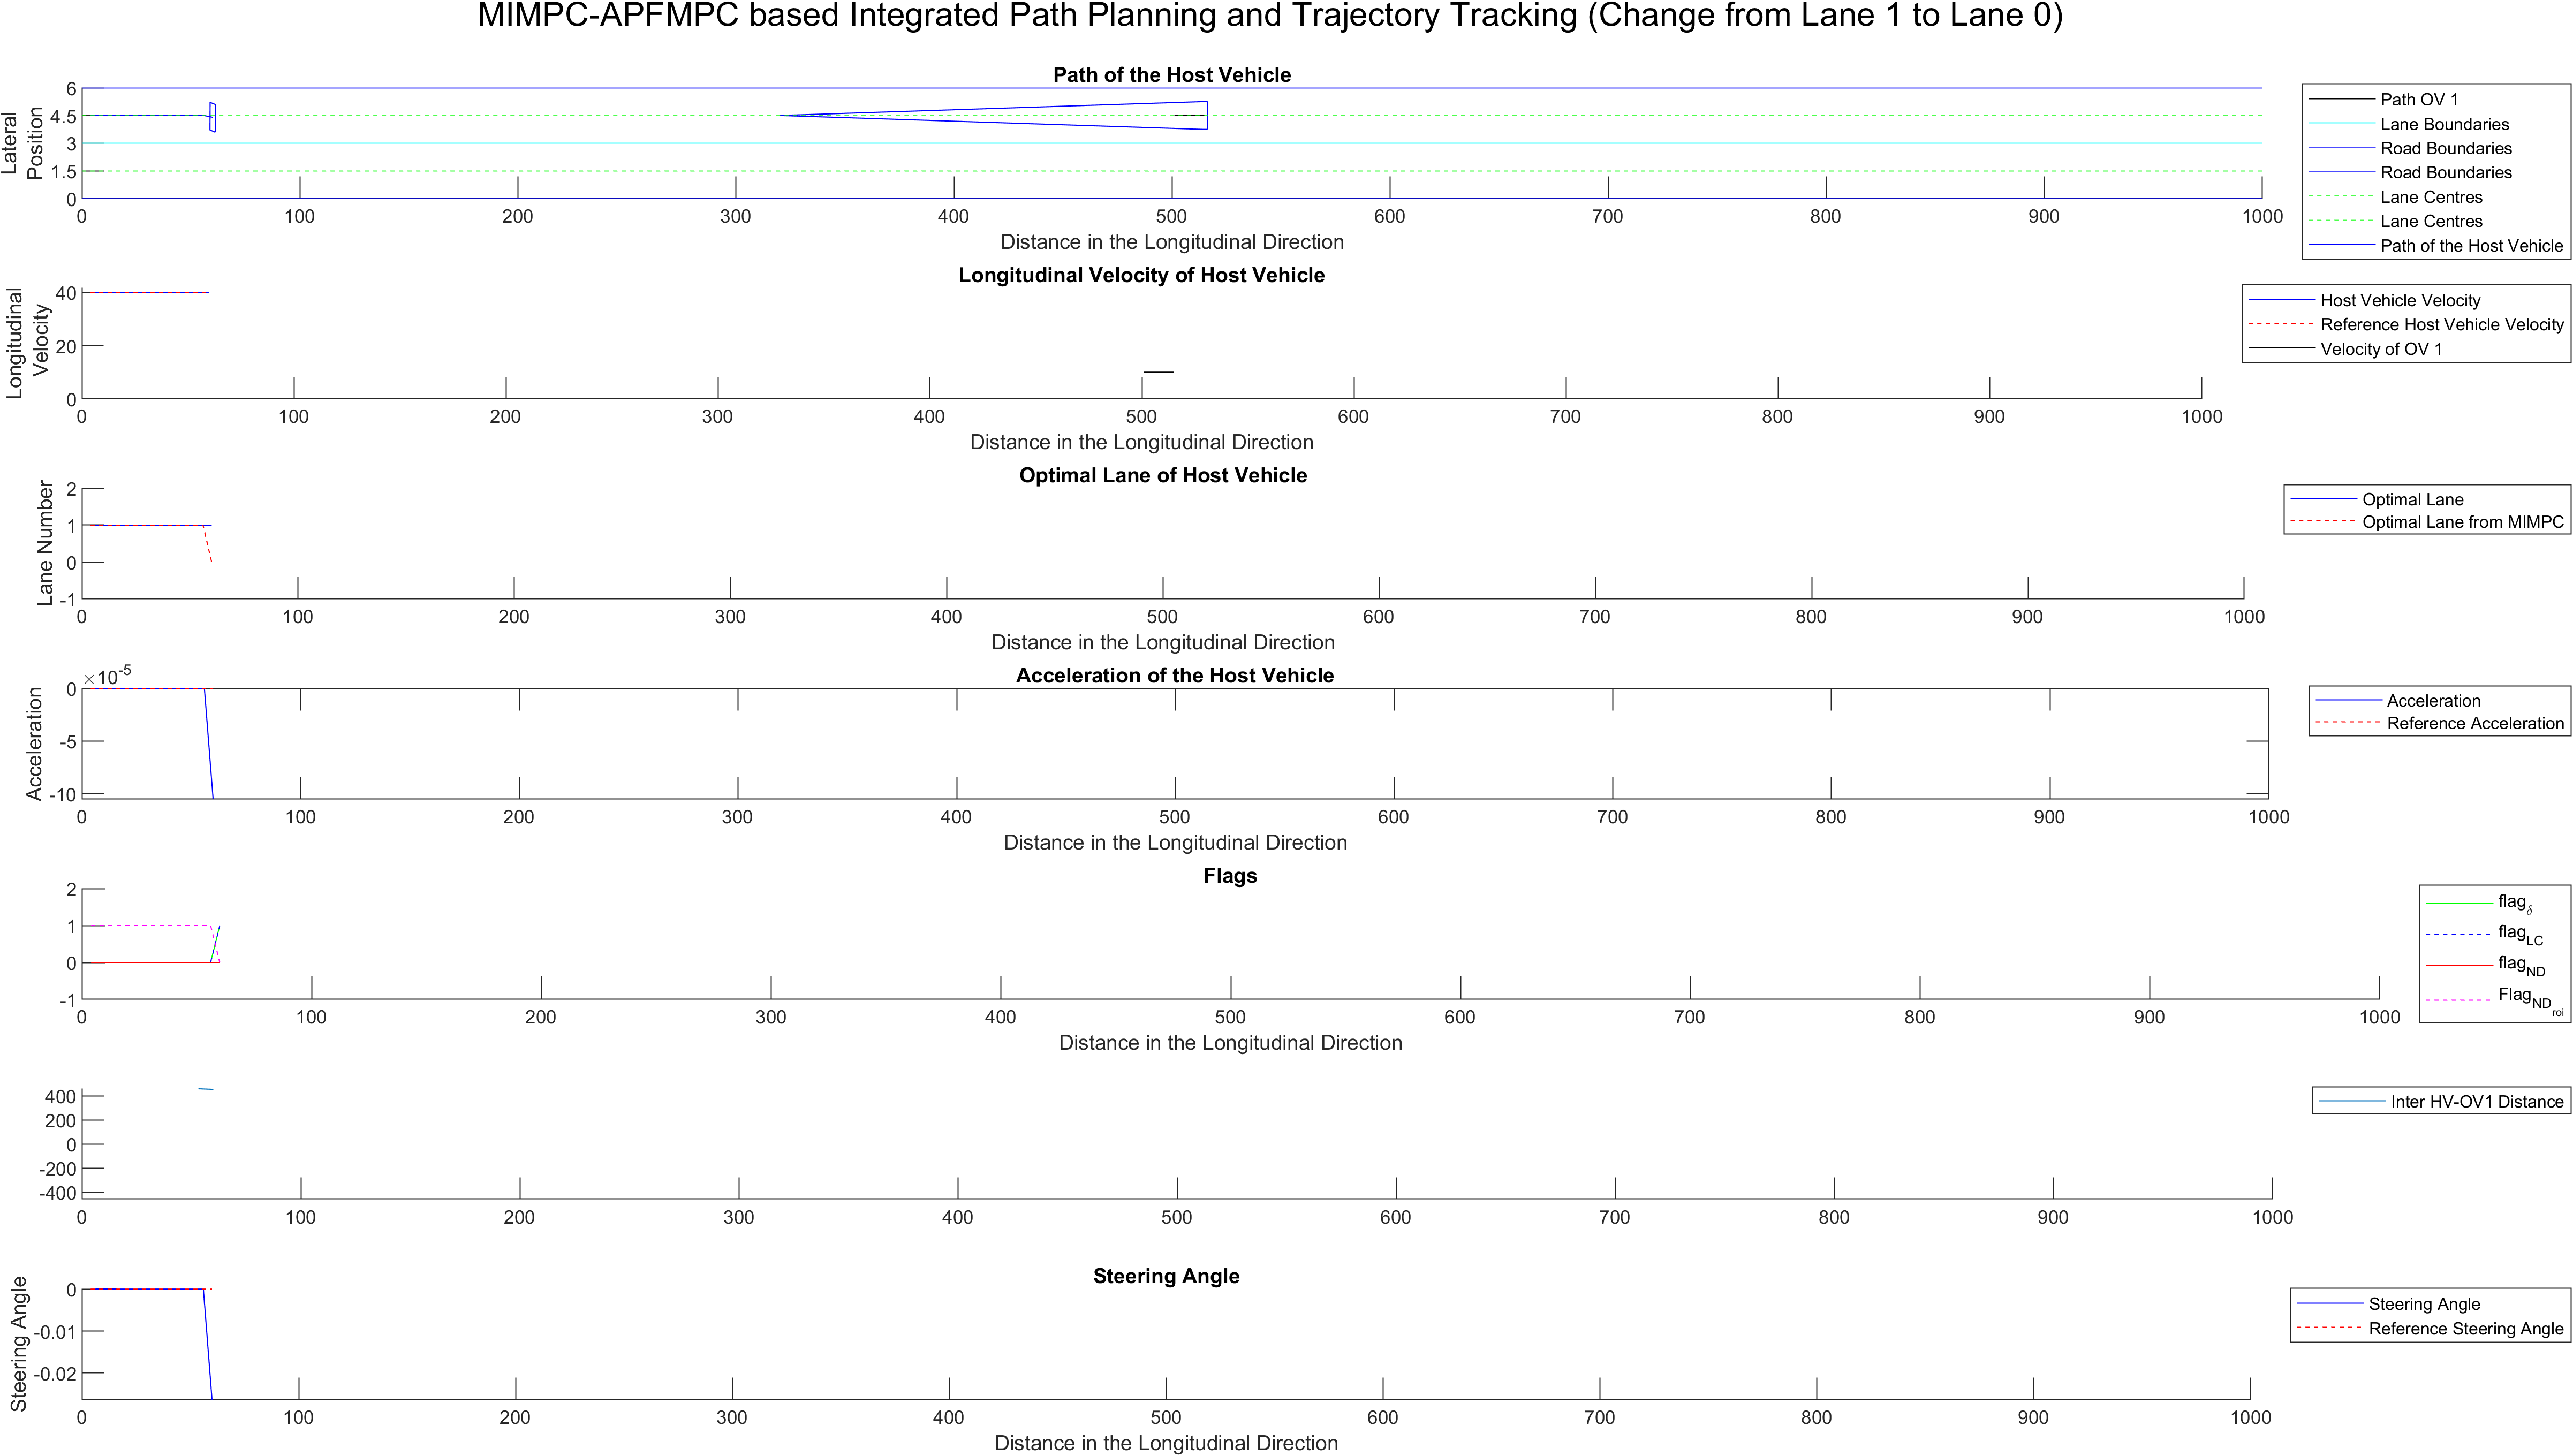 MIMPC-APFMPC based Integrated Path Planning and Trajectory Tracking (Change from Lane 1 to Lane 0)
Path of the Host Vehicle
Lateral
Position
6
4.5
3
1.5
0
0 100 200 300 400 500 600 700 800 900 1000
Distance in the Longitudinal Direction
Path OV 1
Lane Boundaries
Road Boundaries
Road Boundaries
Lane Centres
Lane Centres
Path of the Host Vehicle
Longitudinal Velocity of Host Vehicle
Longitudinal
Velocity
40
20
0
0 100 200 300 400 500 600 700 800 900 1000
Distance in the Longitudinal Direction
Host Vehicle Velocity
Reference Host Vehicle Velocity
Velocity of OV 1
Optimal Lane of Host Vehicle
Lane Number
2
1
0
-1
0 100 200 300 400 500 600 700 800 900 1000
Distance in the Longitudinal Direction
Optimal Lane
Optimal Lane from MIMPC
Acceleration of the Host Vehicle
Acceleration
×10-5
0
-5
-10
0 100 200 300 400 500 600 700 800 900 1000
Distance in the Longitudinal Direction
Acceleration
Reference Acceleration
Flags
2
1
0
-1
0 100 200 300 400 500 600 700 800 900 1000
Distance in the Longitudinal Direction
flagδ
flagLC
flagND
FlagNDroi
400
200
0
-200
-400
0 100 200 300 400 500 600 700 800 900 1000
Inter HV-OV1 Distance
Steering Angle
Steering Angle
0
-0.01
-0.02
0 100 200 300 400 500 600 700 800 900 1000
Distance in the Longitudinal Direction
Steering Angle
Reference Steering Angle